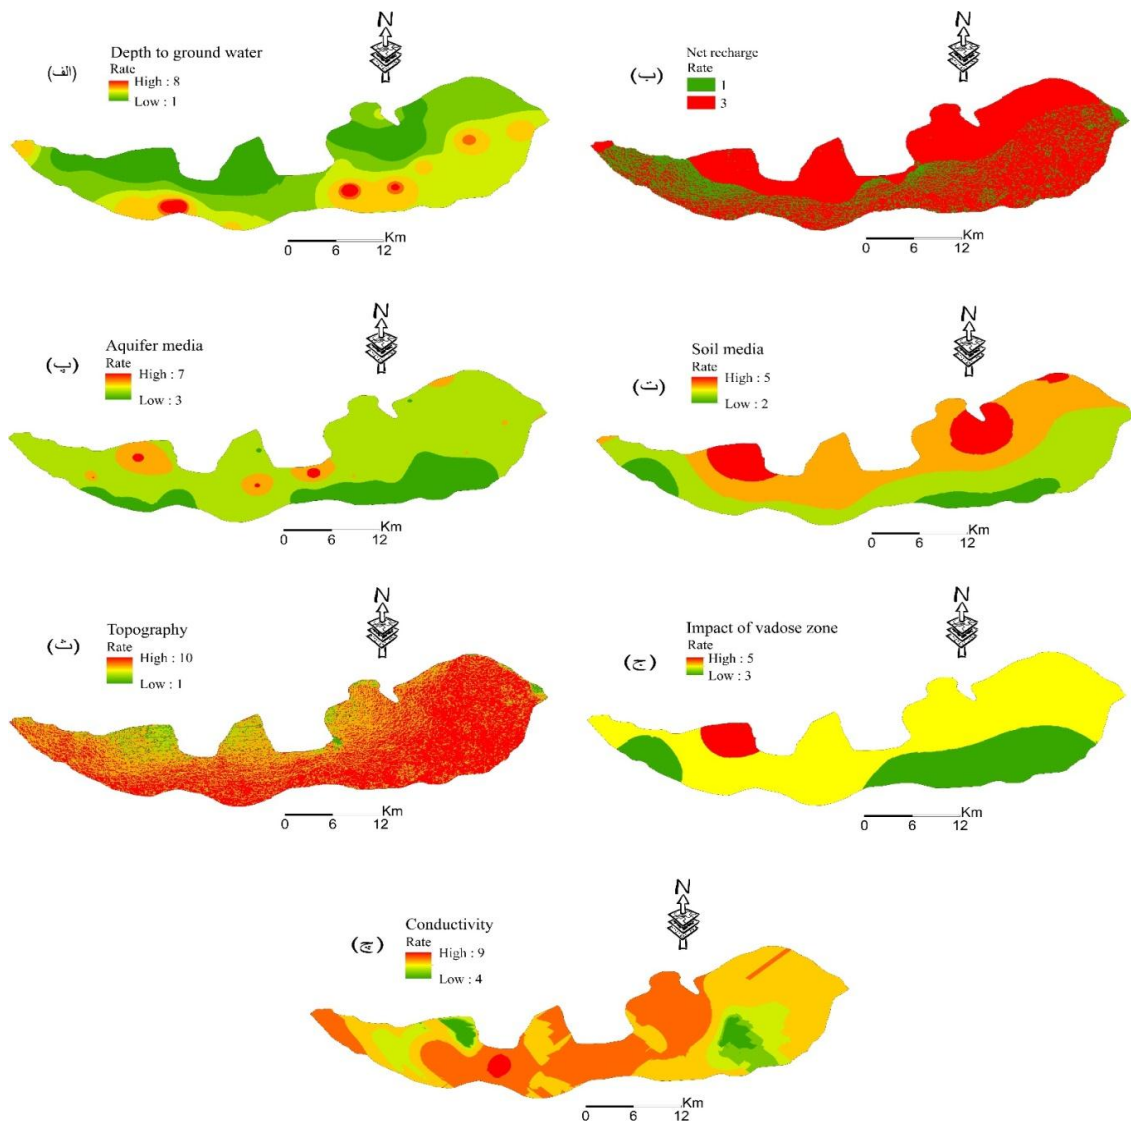 N
Depth to ground water
Rate
High : 8
Low : 1
(الف)
Km
0 6 12
N
Net recharge
Rate
1
3
(ب)
Km
0 6 12
N
Aquifer media
Rate
High : 7
Low : 3
(پ)
Km
0 6 12
N
Soil media
Rate
High : 5
Low : 2
(ت)
Km
0 6 12
N
Topography
Rate
High : 10
Low : 1
(ث)
Km
0 6 12
N
Impact of vadose zone
Rate
High : 5
Low : 3
(ج)
Km
0 6 12
N
Conductivity
Rate
High : 9
Low : 4
(چ)
Km
0 6 12